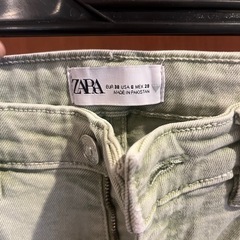 ZARA
EUR 38 USA 6 MEX 28
MADE IN PAKISTAN